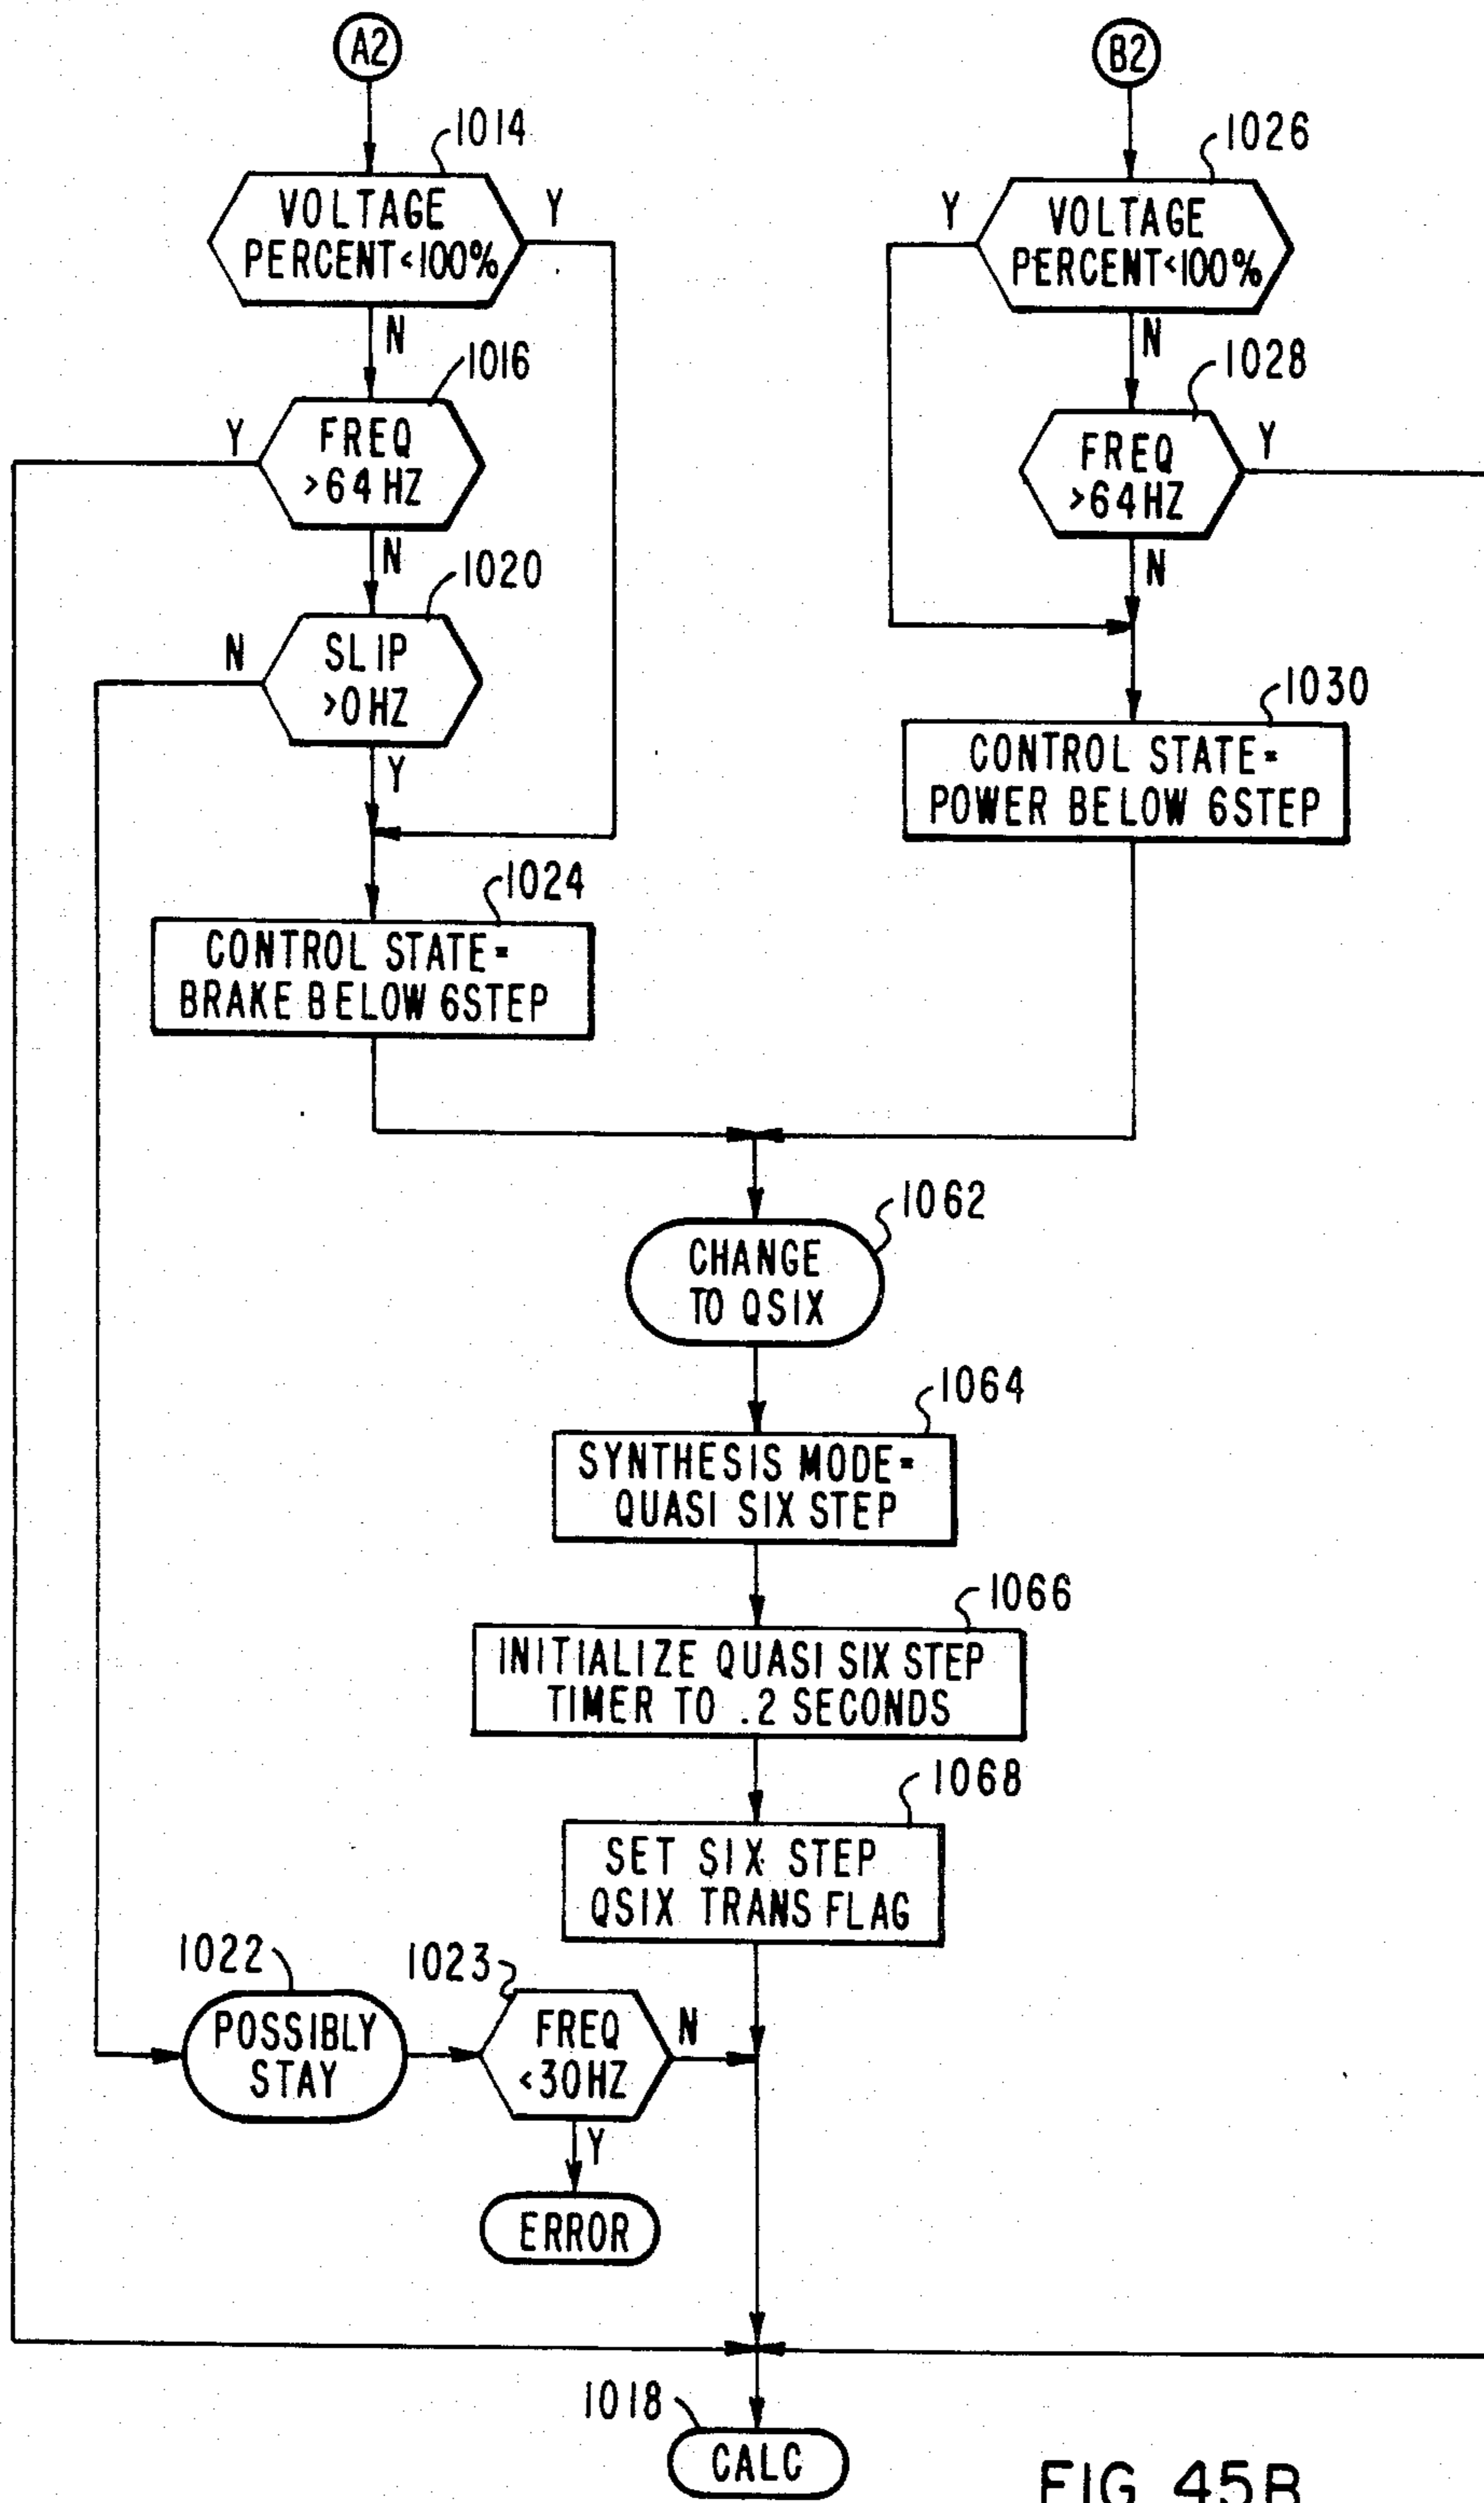 A2
1014
VOLTAGE
PERCENT<100%
Y
N
1016
FREQ
>64HZ
Y
N
1020
SLIP
>0HZ
N
Y
1024
CONTROL STATE=
BRAKE BELOW 6STEP
B2
1026
VOLTAGE
PERCENT<100%
Y
N
1028
FREQ
>64HZ
Y
N
1030
CONTROL STATE=
POWER BELOW 6STEP
1062
CHANGE
TO QSIX
1064
SYNTHESIS MODE=
QUASI SIX STEP
1066
INITIALIZE QUASI SIX STEP
TIMER TO .2 SECONDS
1068
SET SIX STEP
QSIX TRANS FLAG
1022
POSSIBLY
STAY
1023
FREQ
<30HZ
N
Y
ERROR
1018
CALC
FIG 45B